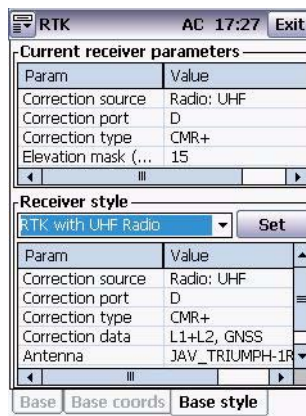 RTK AC 17:27 Exit
Current receiver parameters
Param Value
Correction source Radio: UHF
Correction port D
Correction type CMR+
Elevation mask (... 15
Receiver style
RTK with UHF Radio Set
Param Value
Correction source Radio: UHF
Correction port D
Correction type CMR+
Correction data L1+L2, GNSS
Antenna JAV_TRIUMPH-1R
Base Base coords Base style